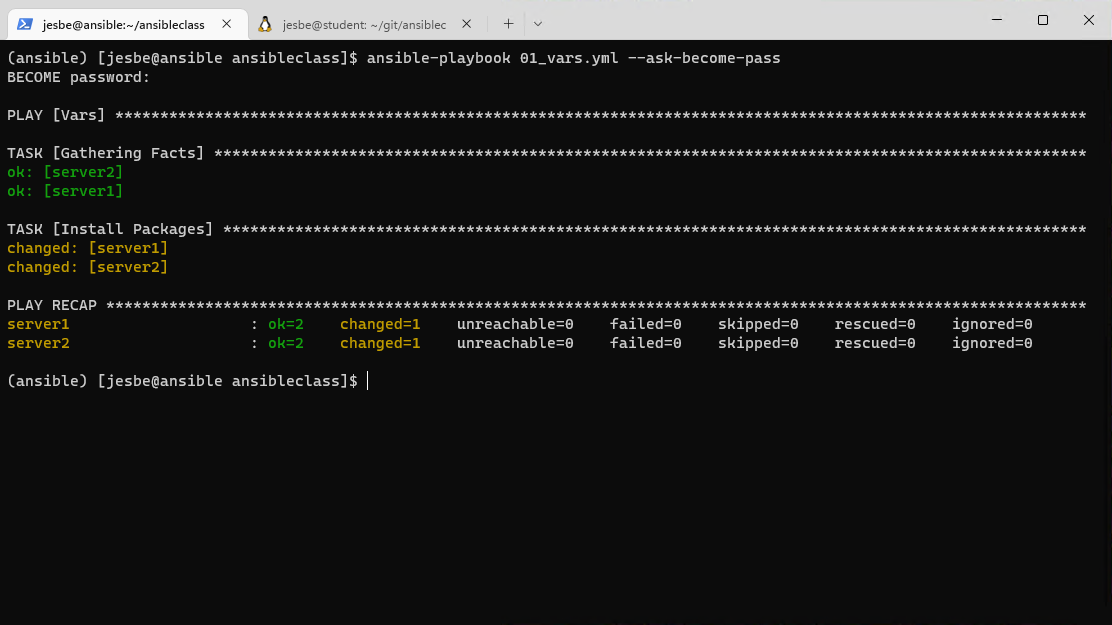 jesbe@ansible:~/ansibleclass
jesbe@student: ~/git/ansiblec
(ansible) [jesbe@ansible ansibleclass]$ ansible-playbook 01_vars.yml --ask-become-pass
BECOME password:
PLAY [Vars] ************************************************************************************************************
TASK [Gathering Facts] *************************************************************************************************
ok: [server2]
ok: [server1]
TASK [Install Packages] ************************************************************************************************
changed: [server1]
changed: [server2]
PLAY RECAP *************************************************************************************************************
server1                    : ok=2    changed=1    unreachable=0    failed=0    skipped=0    rescued=0    ignored=0
server2                    : ok=2    changed=1    unreachable=0    failed=0    skipped=0    rescued=0    ignored=0
(ansible) [jesbe@ansible ansibleclass]$